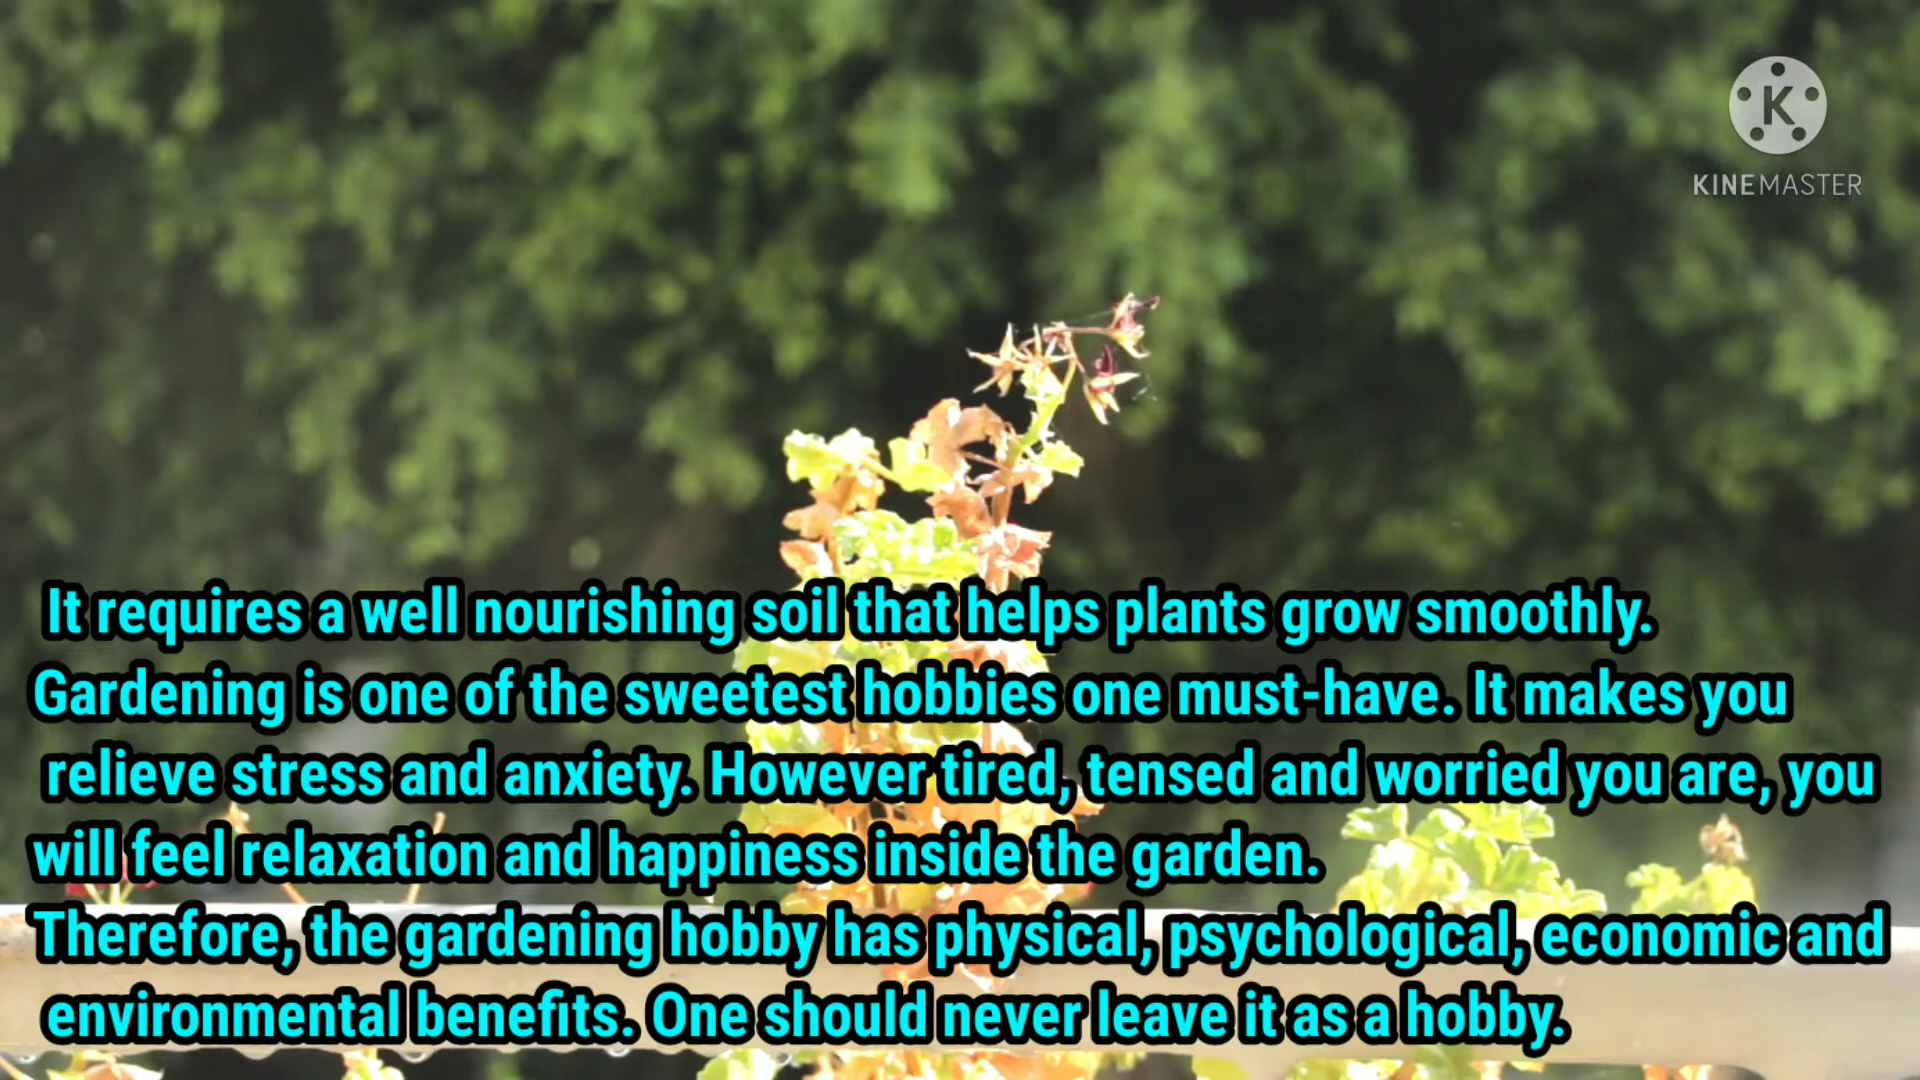 K
KINEMASTER
It requires a well nourishing soil that helps plants grow smoothly.
Gardening is one of the sweetest hobbies one must-have. It makes you
relieve stress and anxiety. However tired, tensed and worried you are, you
will feel relaxation and happiness inside the garden.
Therefore, the gardening hobby has physical, psychological, economic and
environmental benefits. One should never leave it as a hobby.